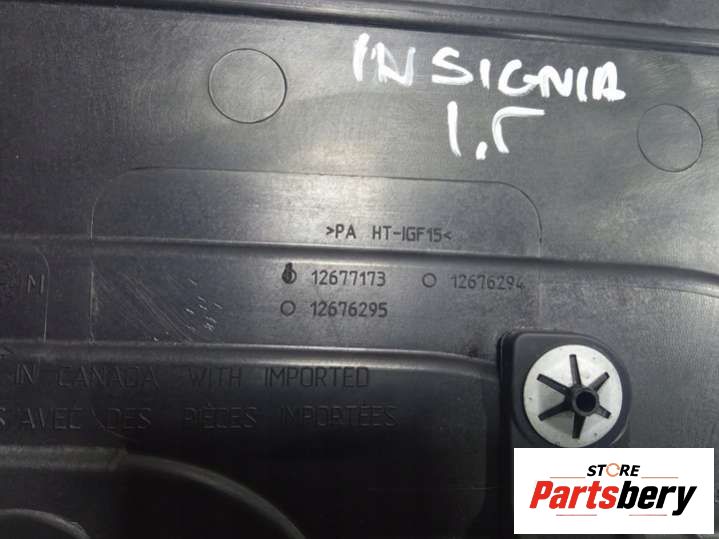 INSIGNIA
1.5
>PA HT-IGF15<
12677173 12676294
M 12676295
IN CANADA WITH IMPORTED
AVEC DES PIÈCES IMPORTÉES
STORE
Partsbery